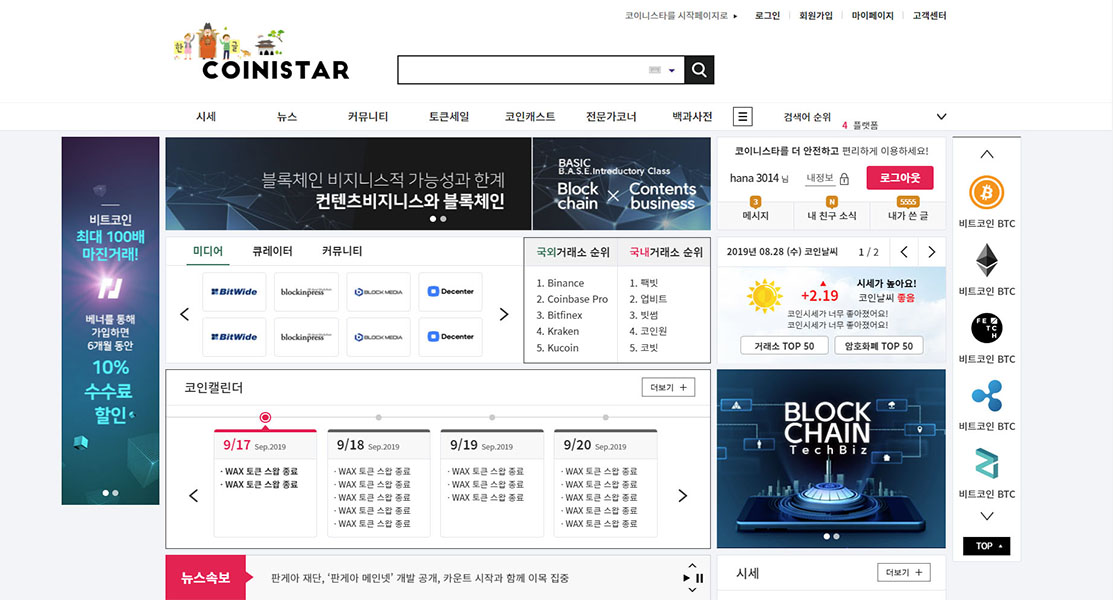 코이니스타를 시작페이지로 ▸ 로그인 회원가입 마이페이지 고객센터
한글
COINISTAR
시세 뉴스 커뮤니티 토큰세일 코인캐스트 전문가코너 백과사전 검색어 순위 4 플랫폼
비트코인
최대 100배
마진거래!
베너를 통해
가입하면
6개월 동안
10%
수수료
할인
블록체인 비지니스적 가능성과 한계
컨텐츠비지니스와 블록체인
BASIC
B.A.S.E.Introductory Class
Block chain × Contents business
코이니스타를 더 안전하고 편리하게 이용하세요!
hana 3014 님 내정보 로그아웃
3 N 5555
메시지 내 친구 소식 내가 쓴 글
미디어 큐레이터 커뮤니티
BitWide blockinpress BLOCK MEDIA Decenter
BitWide blockinpress BLOCK MEDIA Decenter
국외거래소 순위
1. Binance
2. Coinbase Pro
3. Bitfinex
4. Kraken
5. Kucoin
국내거래소 순위
1. 팩빗
2. 업비트
3. 빗썸
4. 코인원
5. 코빗
2019년 08.28 (수) 코인날씨 1 / 2
+2.19
시세가 높아요!
코인날씨 좋음
코인시세가 너무 좋아졌어요!
코인시세가 너무 좋아졌어요!
거래소 TOP 50 암호화폐 TOP 50
코인캘린더 더보기 +
9/17 Sep.2019
· WAX 토큰 스왑 종료
· WAX 토큰 스왑 종료
9/18 Sep.2019
· WAX 토큰 스왑 종료
· WAX 토큰 스왑 종료
· WAX 토큰 스왑 종료
· WAX 토큰 스왑 종료
· WAX 토큰 스왑 종료
9/19 Sep.2019
· WAX 토큰 스왑 종료
· WAX 토큰 스왑 종료
· WAX 토큰 스왑 종료
9/20 Sep.2019
· WAX 토큰 스왑 종료
· WAX 토큰 스왑 종료
· WAX 토큰 스왑 종료
· WAX 토큰 스왑 종료
· WAX 토큰 스왑 종료
BLOCK
CHAIN
TechBiz
비트코인 BTC
비트코인 BTC
FETCH
비트코인 BTC
비트코인 BTC
비트코인 BTC
TOP ▴
뉴스속보 판게아 재단, ‘판게아 메인넷’ 개발 공개, 카운트 시작과 함께 이목 집중
시세 더보기 +